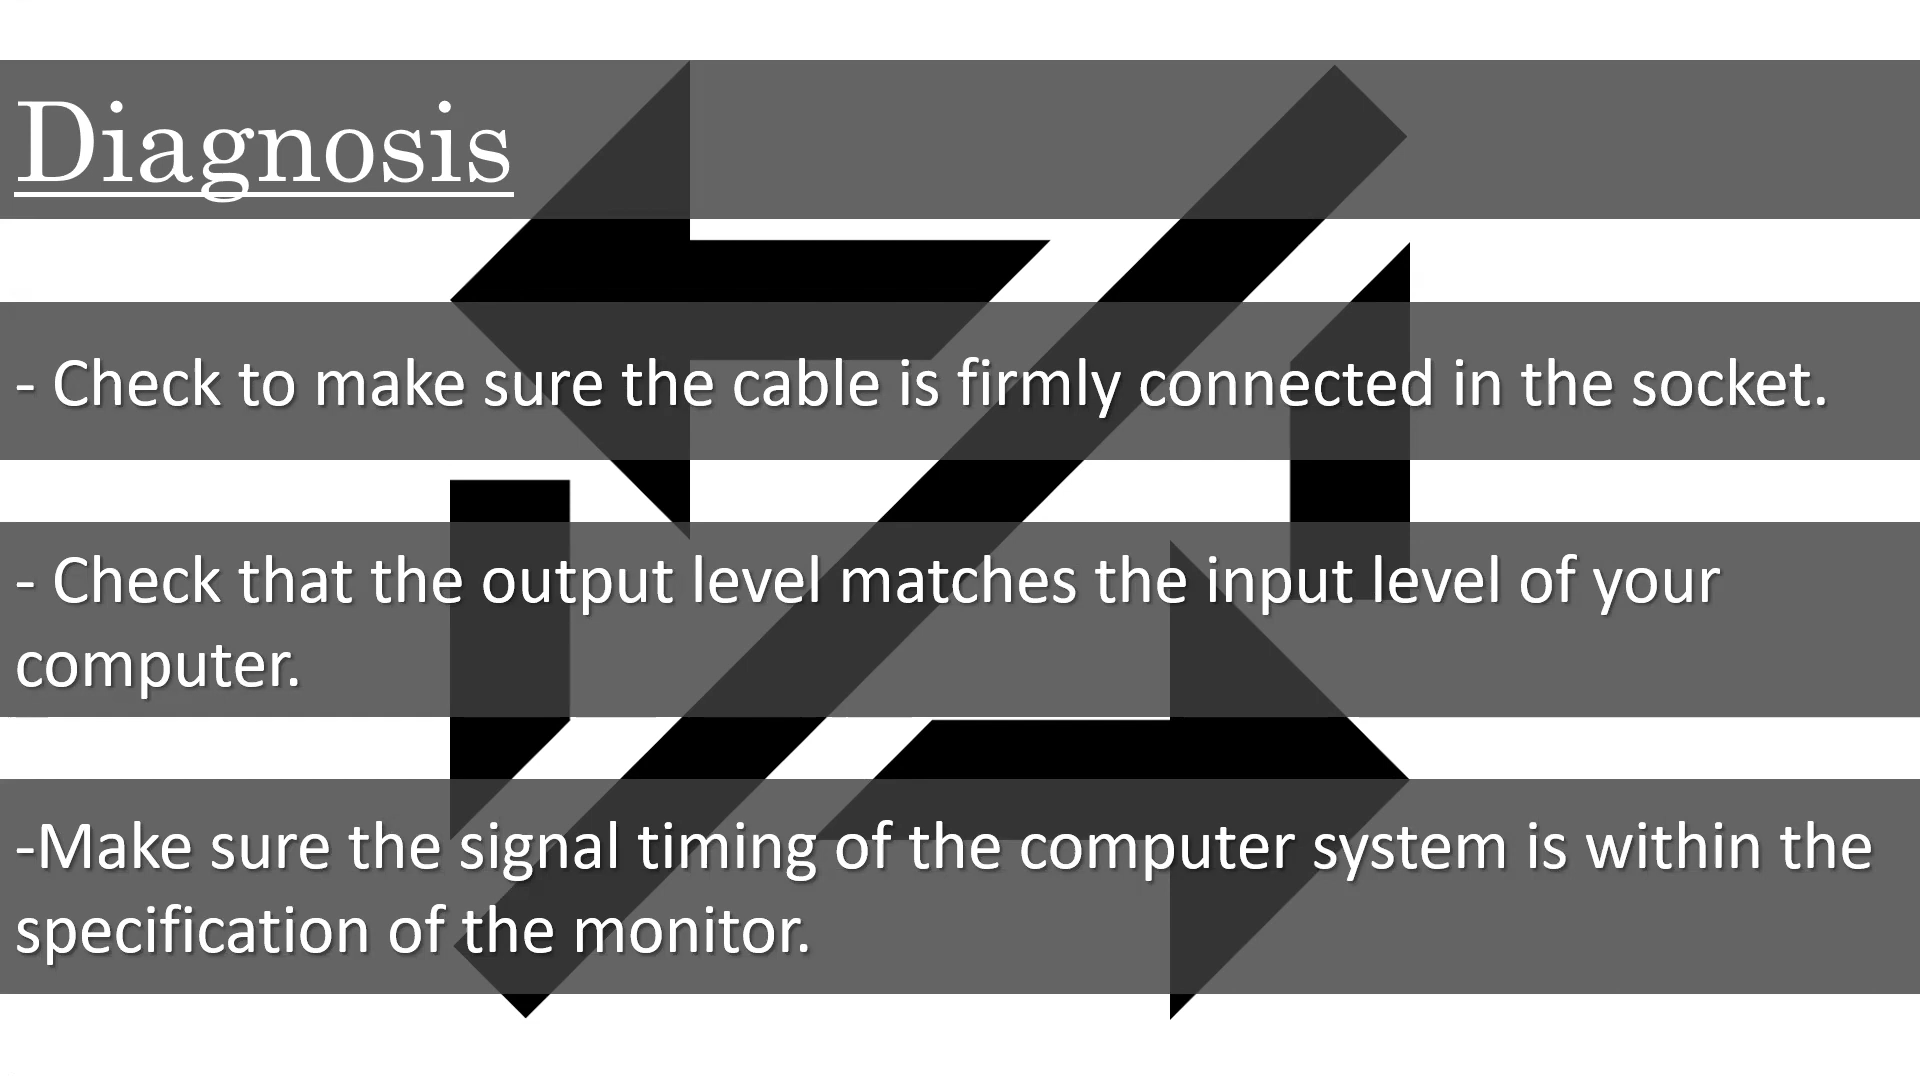 Diagnosis
- Check to make sure the cable is firmly connected in the socket.
- Check that the output level matches the input level of your
computer.
-Make sure the signal timing of the computer system is within the
specification of the monitor.